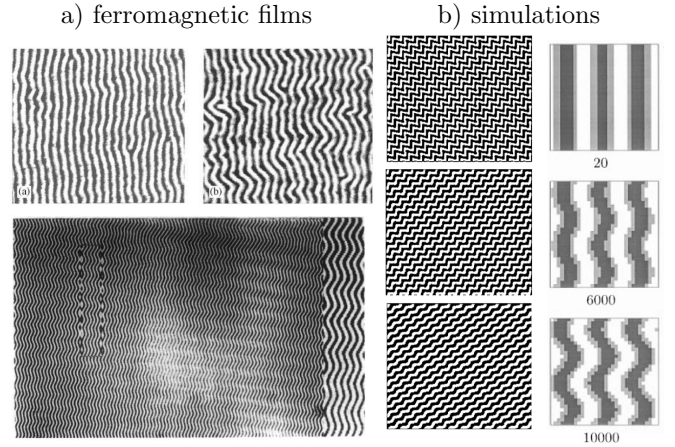 a) ferromagnetic films
b) simulations
(a)
(b)
20
6000
10000